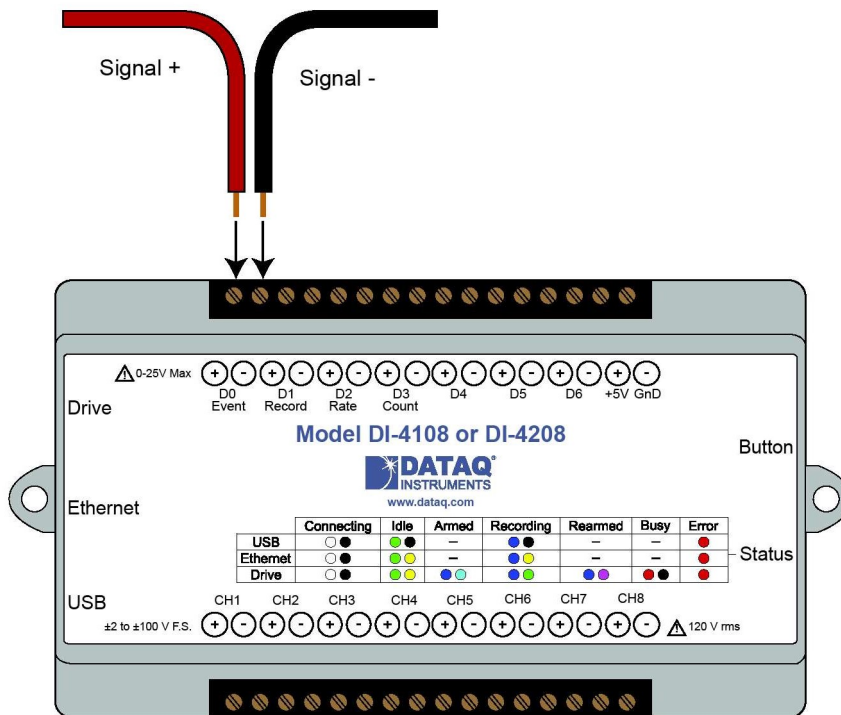 Signal +
Signal -
0-25V Max
+ - + - + - + - + - + - + - + -
D0 D1 D2 D3 D4 D5 D6 +5V GnD
Event Record Rate Count
Drive
Model DI-4108 or DI-4208
Button
DATAQ®
INSTRUMENTS
www.dataq.com
Ethernet
Connecting Idle Armed Recording Rearmed Busy Error
USB – – –
Ethernet – – –
Drive
Status
USB
CH1 CH2 CH3 CH4 CH5 CH6 CH7 CH8
±2 to ±100 V F.S. + - + - + - + - + - + - + - + - 120 V rms